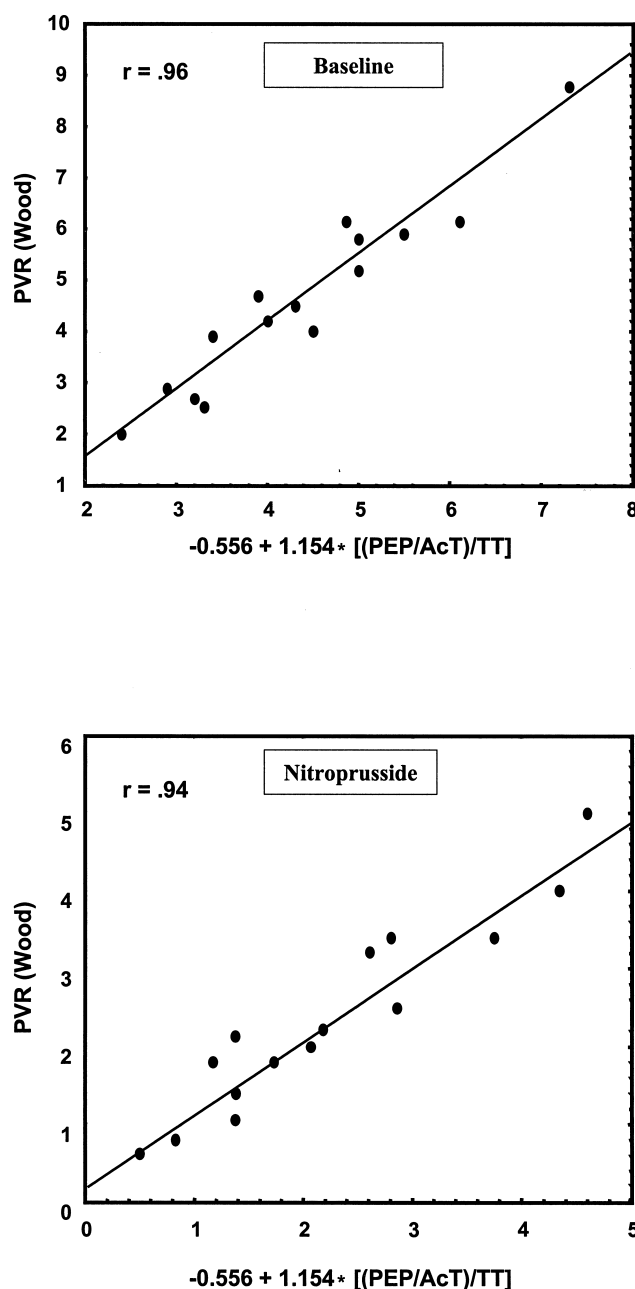 r = .96
Baseline
10
9
8
7
6
5
4
3
2
1
PVR (Wood)
2 3 4 5 6 7 8
-0.556 + 1.154* [(PEP/AcT)/TT]
r = .94
Nitroprusside
6
5
4
3
2
1
0
PVR (Wood)
0 1 2 3 4 5
-0.556 + 1.154* [(PEP/AcT)/TT]